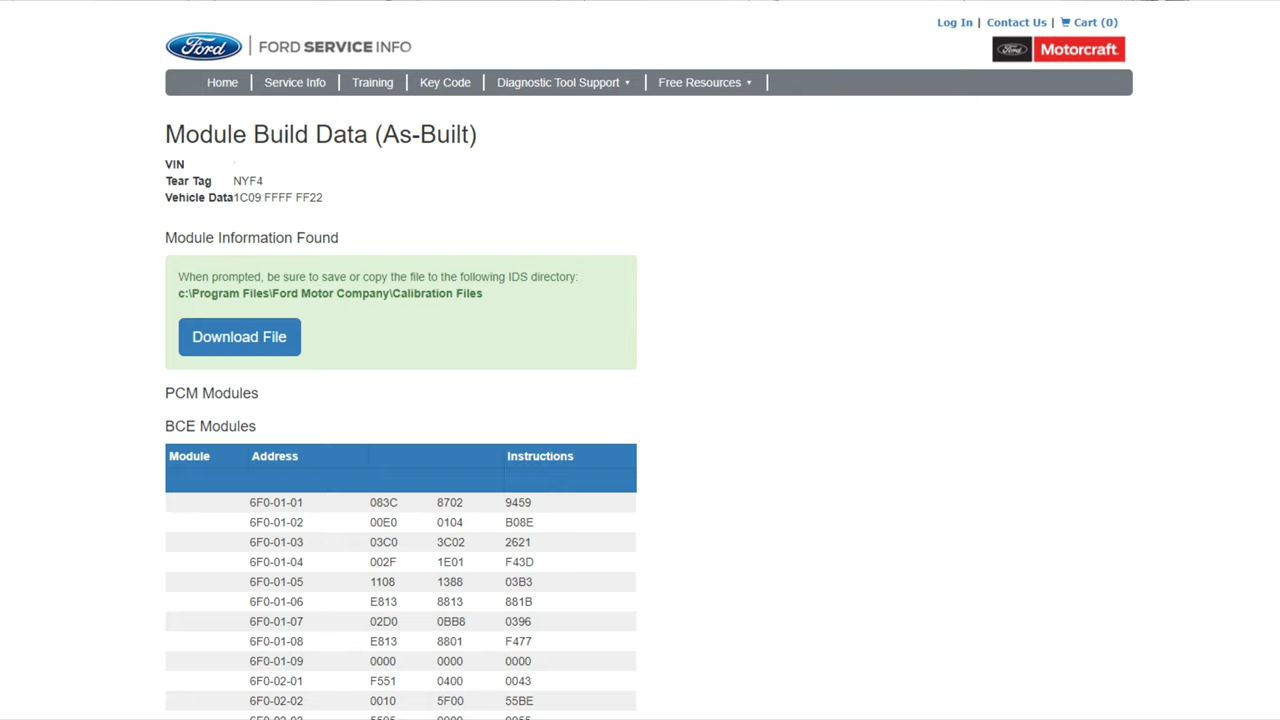 Log In | Contact Us | Cart (0)
Ford | FORD SERVICE INFO
Ford Motorcraft
Home | Service Info | Training | Key Code | Diagnostic Tool Support | Free Resources |
Module Build Data (As-Built)
VIN
Tear Tag NYF4
Vehicle Data1C09 FFFF FF22
Module Information Found
When prompted, be sure to save or copy the file to the following IDS directory:
c:\Program Files\Ford Motor Company\Calibration Files
Download File
PCM Modules
BCE Modules
Module Address Instructions
6F0-01-01 083C 8702 9459
6F0-01-02 00E0 0104 B08E
6F0-01-03 03C0 3C02 2621
6F0-01-04 002F 1E01 F43D
6F0-01-05 1108 1388 03B3
6F0-01-06 E813 8813 881B
6F0-01-07 02D0 0BB8 0396
6F0-01-08 E813 8801 F477
6F0-01-09 0000 0000 0000
6F0-02-01 F551 0400 0043
6F0-02-02 0010 5F00 55BE